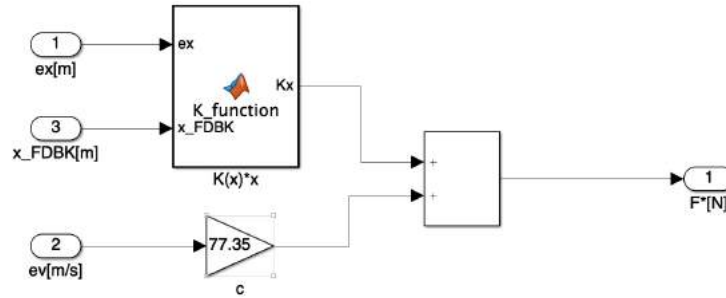 1
ex[m]
ex
Kx
K_function
3
x_FDBK[m]
x_FDBK
K(x)*x
+
+
1
F*[N]
2
ev[m/s]
77.35
c